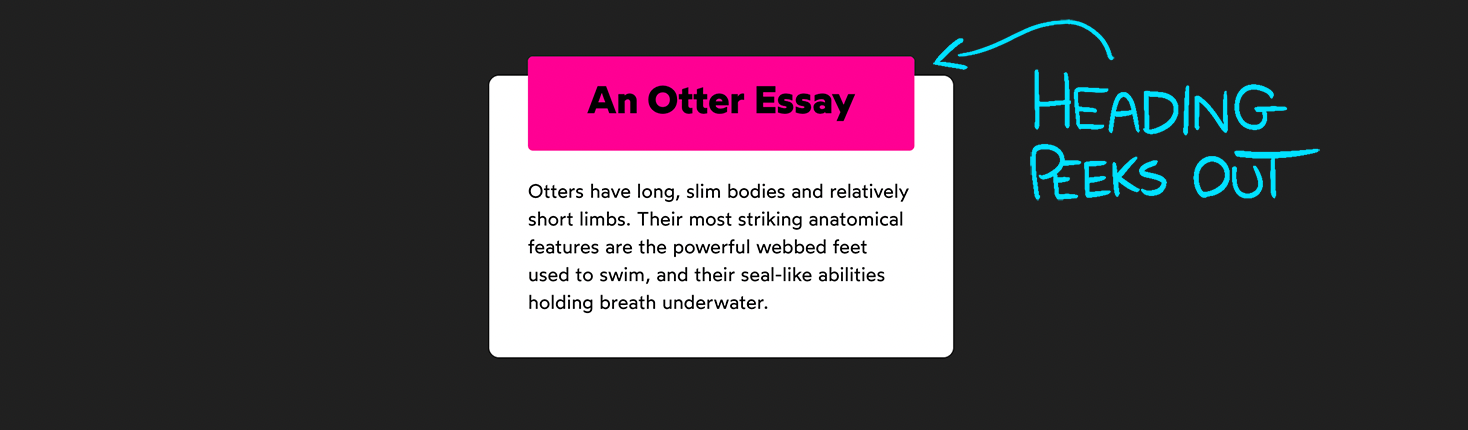 An Otter Essay
HEADING
PEEKS OUT
Otters have long, slim bodies and relatively
short limbs. Their most striking anatomical
features are the powerful webbed feet
used to swim, and their seal-like abilities
holding breath underwater.